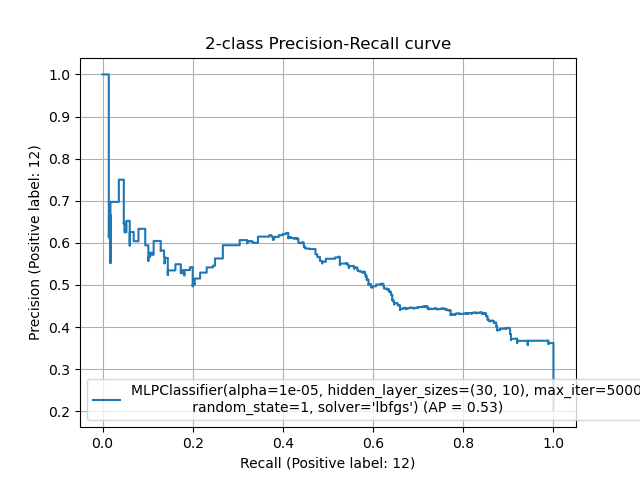 2-class Precision-Recall curve
1.0
0.9
0.8
0.7
0.6
0.5
0.4
0.3
0.2
Precision (Positive label: 12)
MLPClassifier(alpha=1e-05, hidden_layer_sizes=(30, 10), max_iter=5000
random_state=1, solver='lbfgs') (AP = 0.53)
0.0 0.2 0.4 0.6 0.8 1.0
Recall (Positive label: 12)